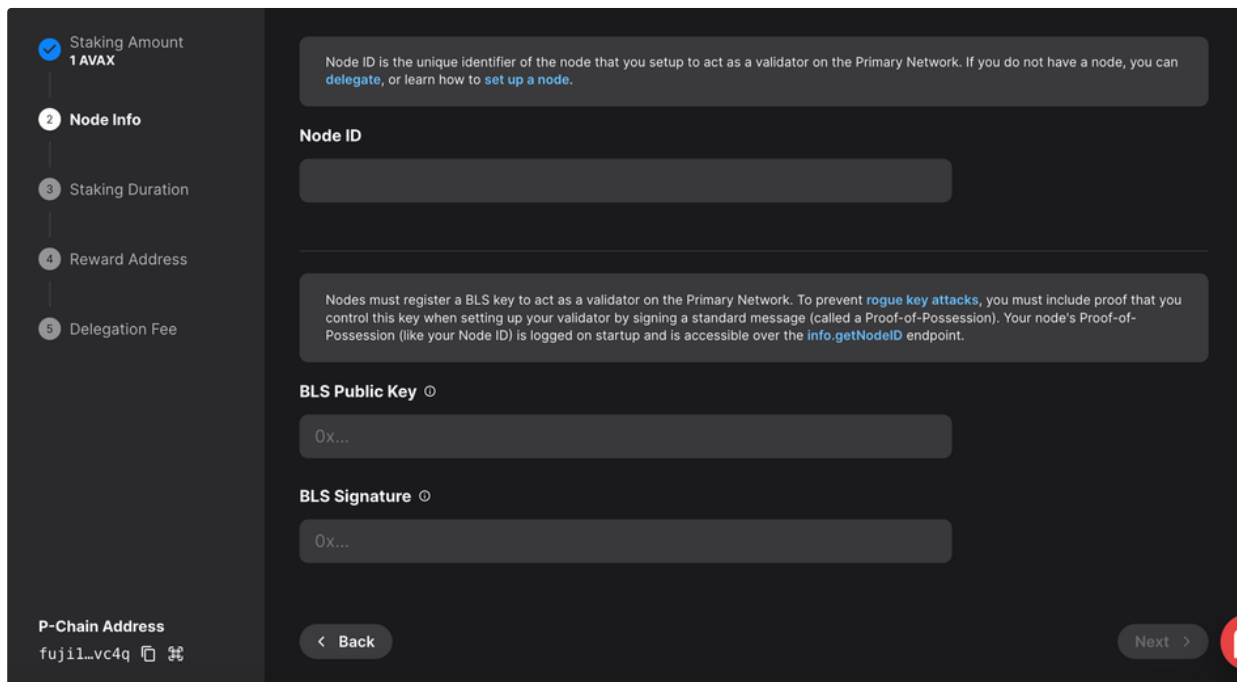 Staking Amount
1 AVAX
2 Node Info
3 Staking Duration
4 Reward Address
5 Delegation Fee
P-Chain Address
fuji1…vc4q
Node ID is the unique identifier of the node that you setup to act as a validator on the Primary Network. If you do not have a node, you can
delegate, or learn how to set up a node.
Node ID
Nodes must register a BLS key to act as a validator on the Primary Network. To prevent rogue key attacks, you must include proof that you
control this key when setting up your validator by signing a standard message (called a Proof-of-Possession). Your node's Proof-of-
Possession (like your Node ID) is logged on startup and is accessible over the info.getNodeID endpoint.
BLS Public Key
0x...
BLS Signature
0x...
< Back
Next >